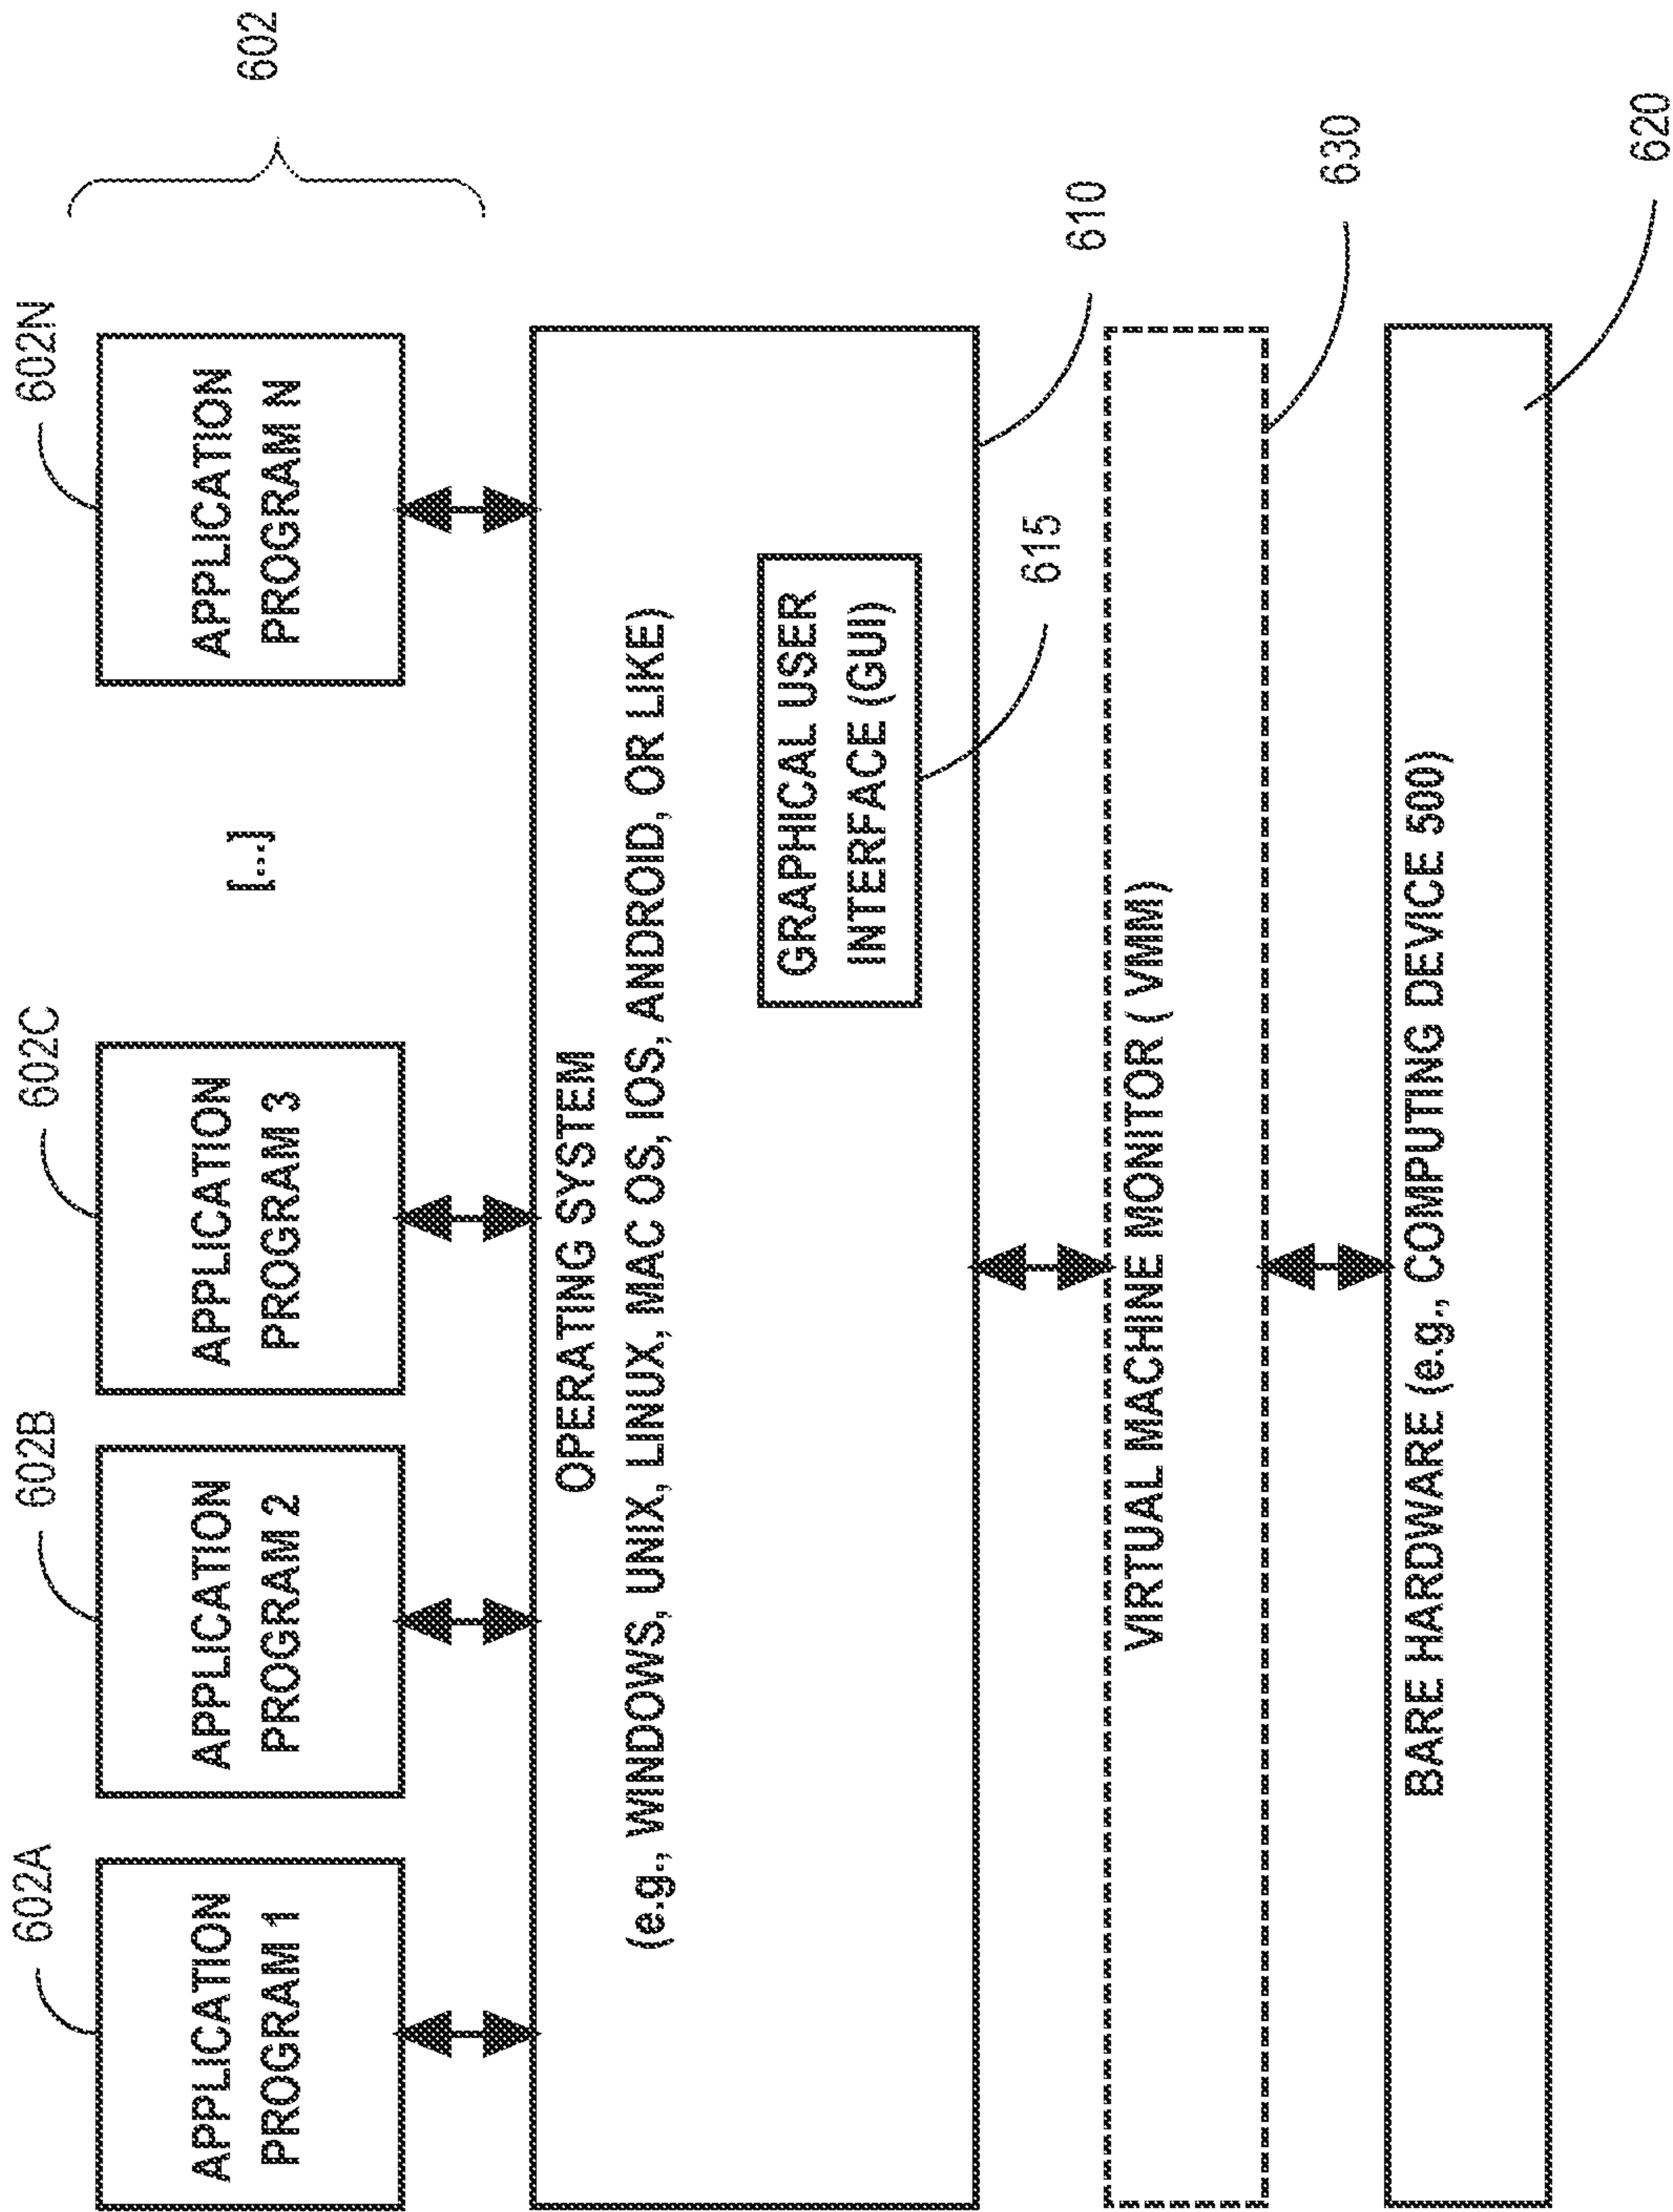 602A
602B
602C
602N
602
APPLICATION
PROGRAM 1
APPLICATION
PROGRAM 2
APPLICATION
PROGRAM 3
[...]
APPLICATION
PROGRAM N
OPERATING SYSTEM
(e.g., WINDOWS, UNIX, LINUX, MAC OS, IOS, ANDROID, OR LIKE)
GRAPHICAL USER
INTERFACE (GUI)
615
610
VIRTUAL MACHINE MONITOR ( VMM )
630
BARE HARDWARE (e.g., COMPUTING DEVICE 500)
620